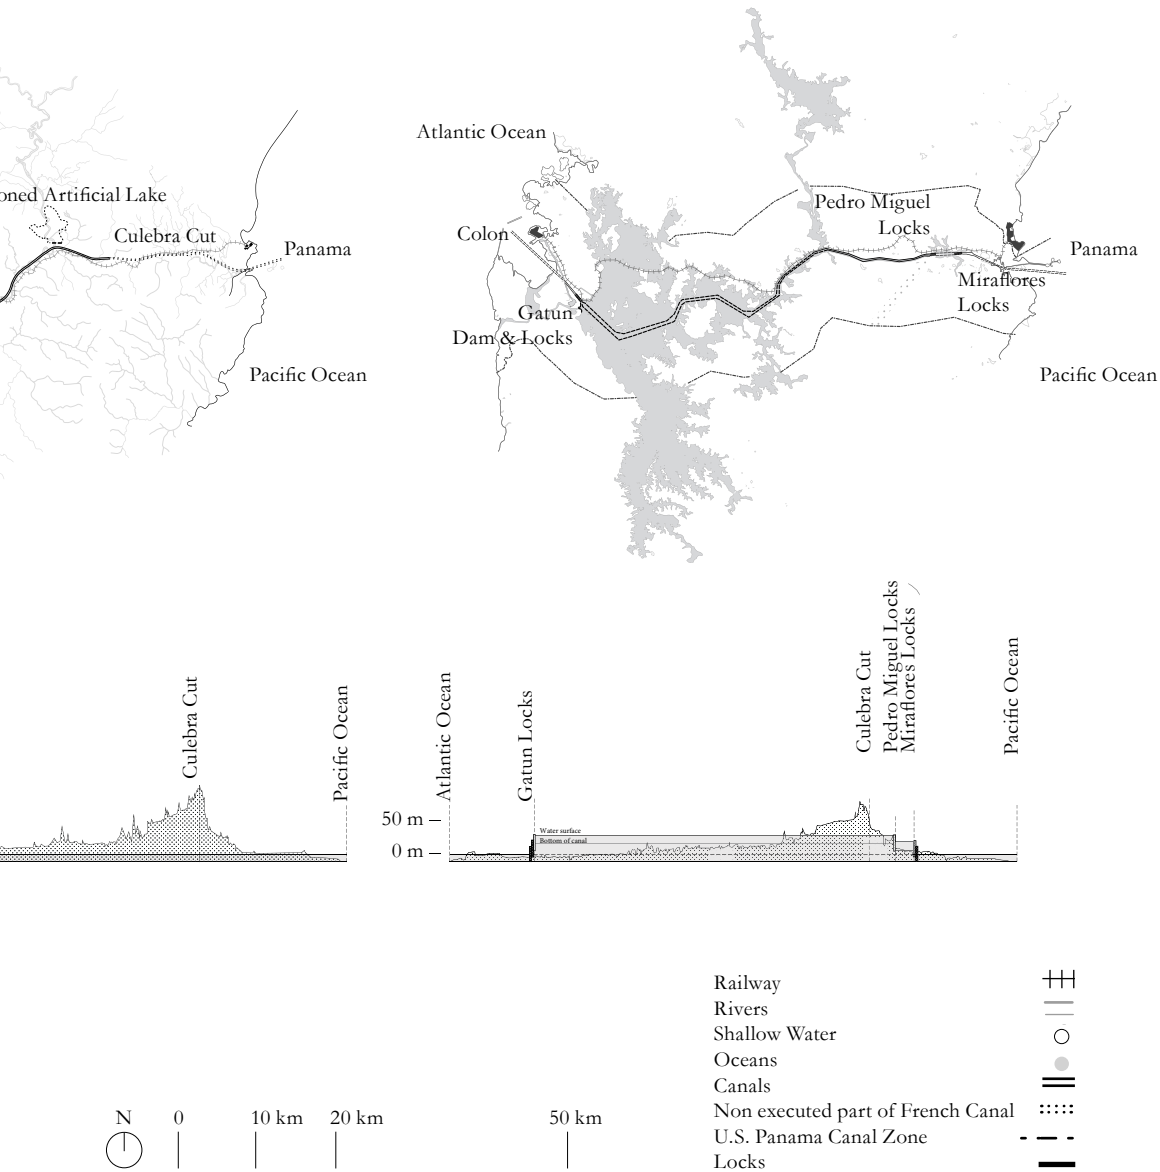 Atlantic Ocean
oned Artificial Lake
Pedro Miguel
Locks
Culebra Cut
Colon
Panama
Panama
Miraflores
Locks
Gatun
Dam & Locks
Pacific Ocean
Pacific Ocean
Culebra Cut
Pacific Ocean
Atlantic Ocean
Gatun Locks
Culebra Cut
Pedro Miguel Locks
Miraflores Locks
Pacific Ocean
50 m
0 m
Water surface
Bottom of canal
Railway
Rivers
Shallow Water
Oceans
Canals
Non executed part of French Canal
U.S. Panama Canal Zone
Locks
N
0
10 km
20 km
50 km